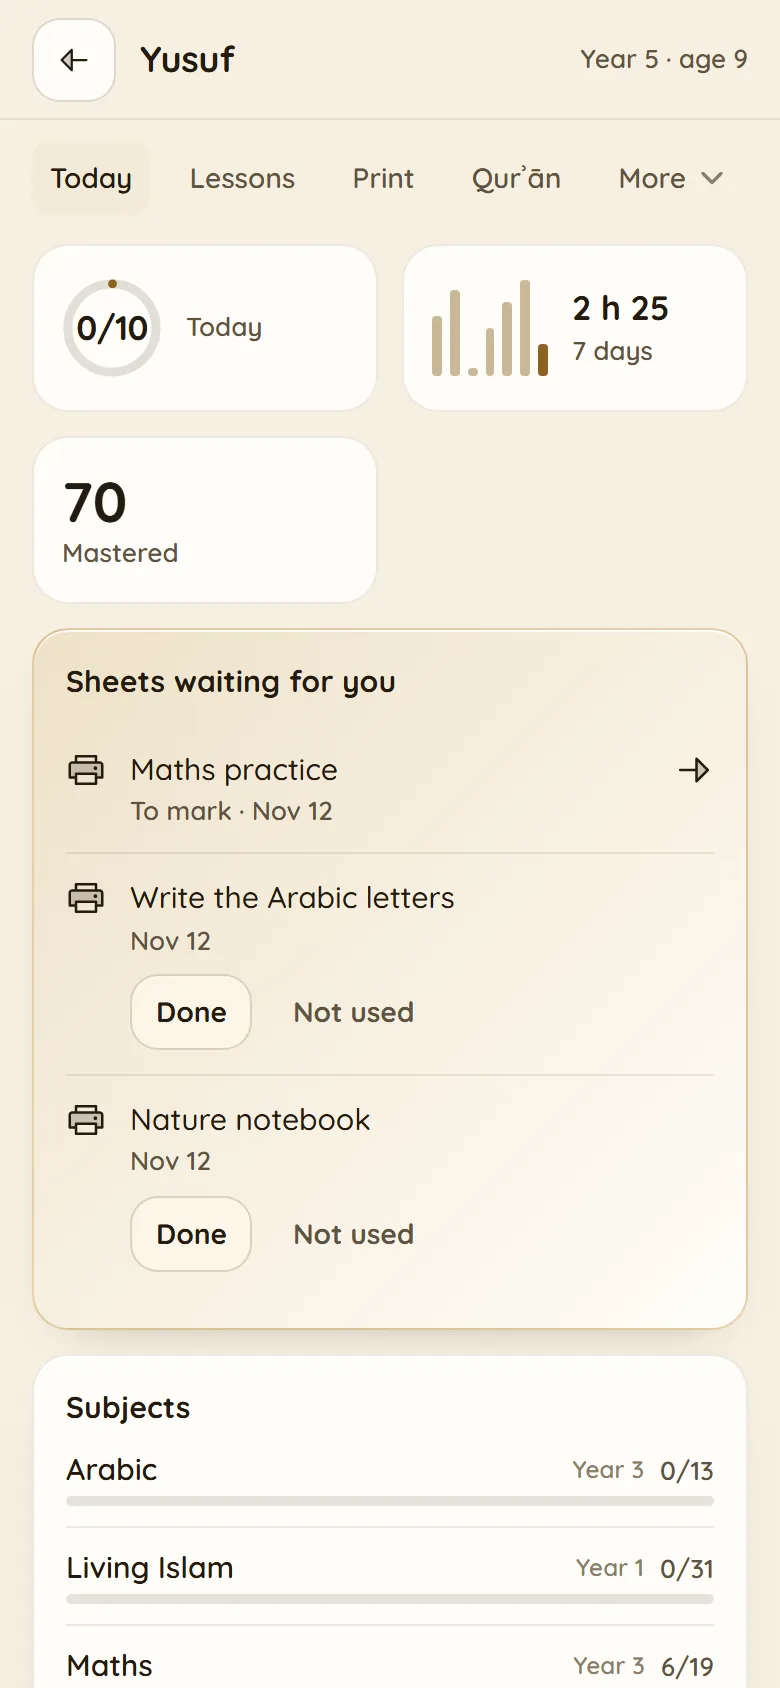 Yusuf
Year 5 · age 9
Today
Lessons
Print
Qurʾān
More
0/10
Today
2 h 25
7 days
70
Mastered
Sheets waiting for you
Maths practice
To mark · Nov 12
Write the Arabic letters
Nov 12
Done
Not used
Nature notebook
Nov 12
Done
Not used
Subjects
Arabic
Year 3 0/13
Living Islam
Year 1 0/31
Maths
Year 3 6/19